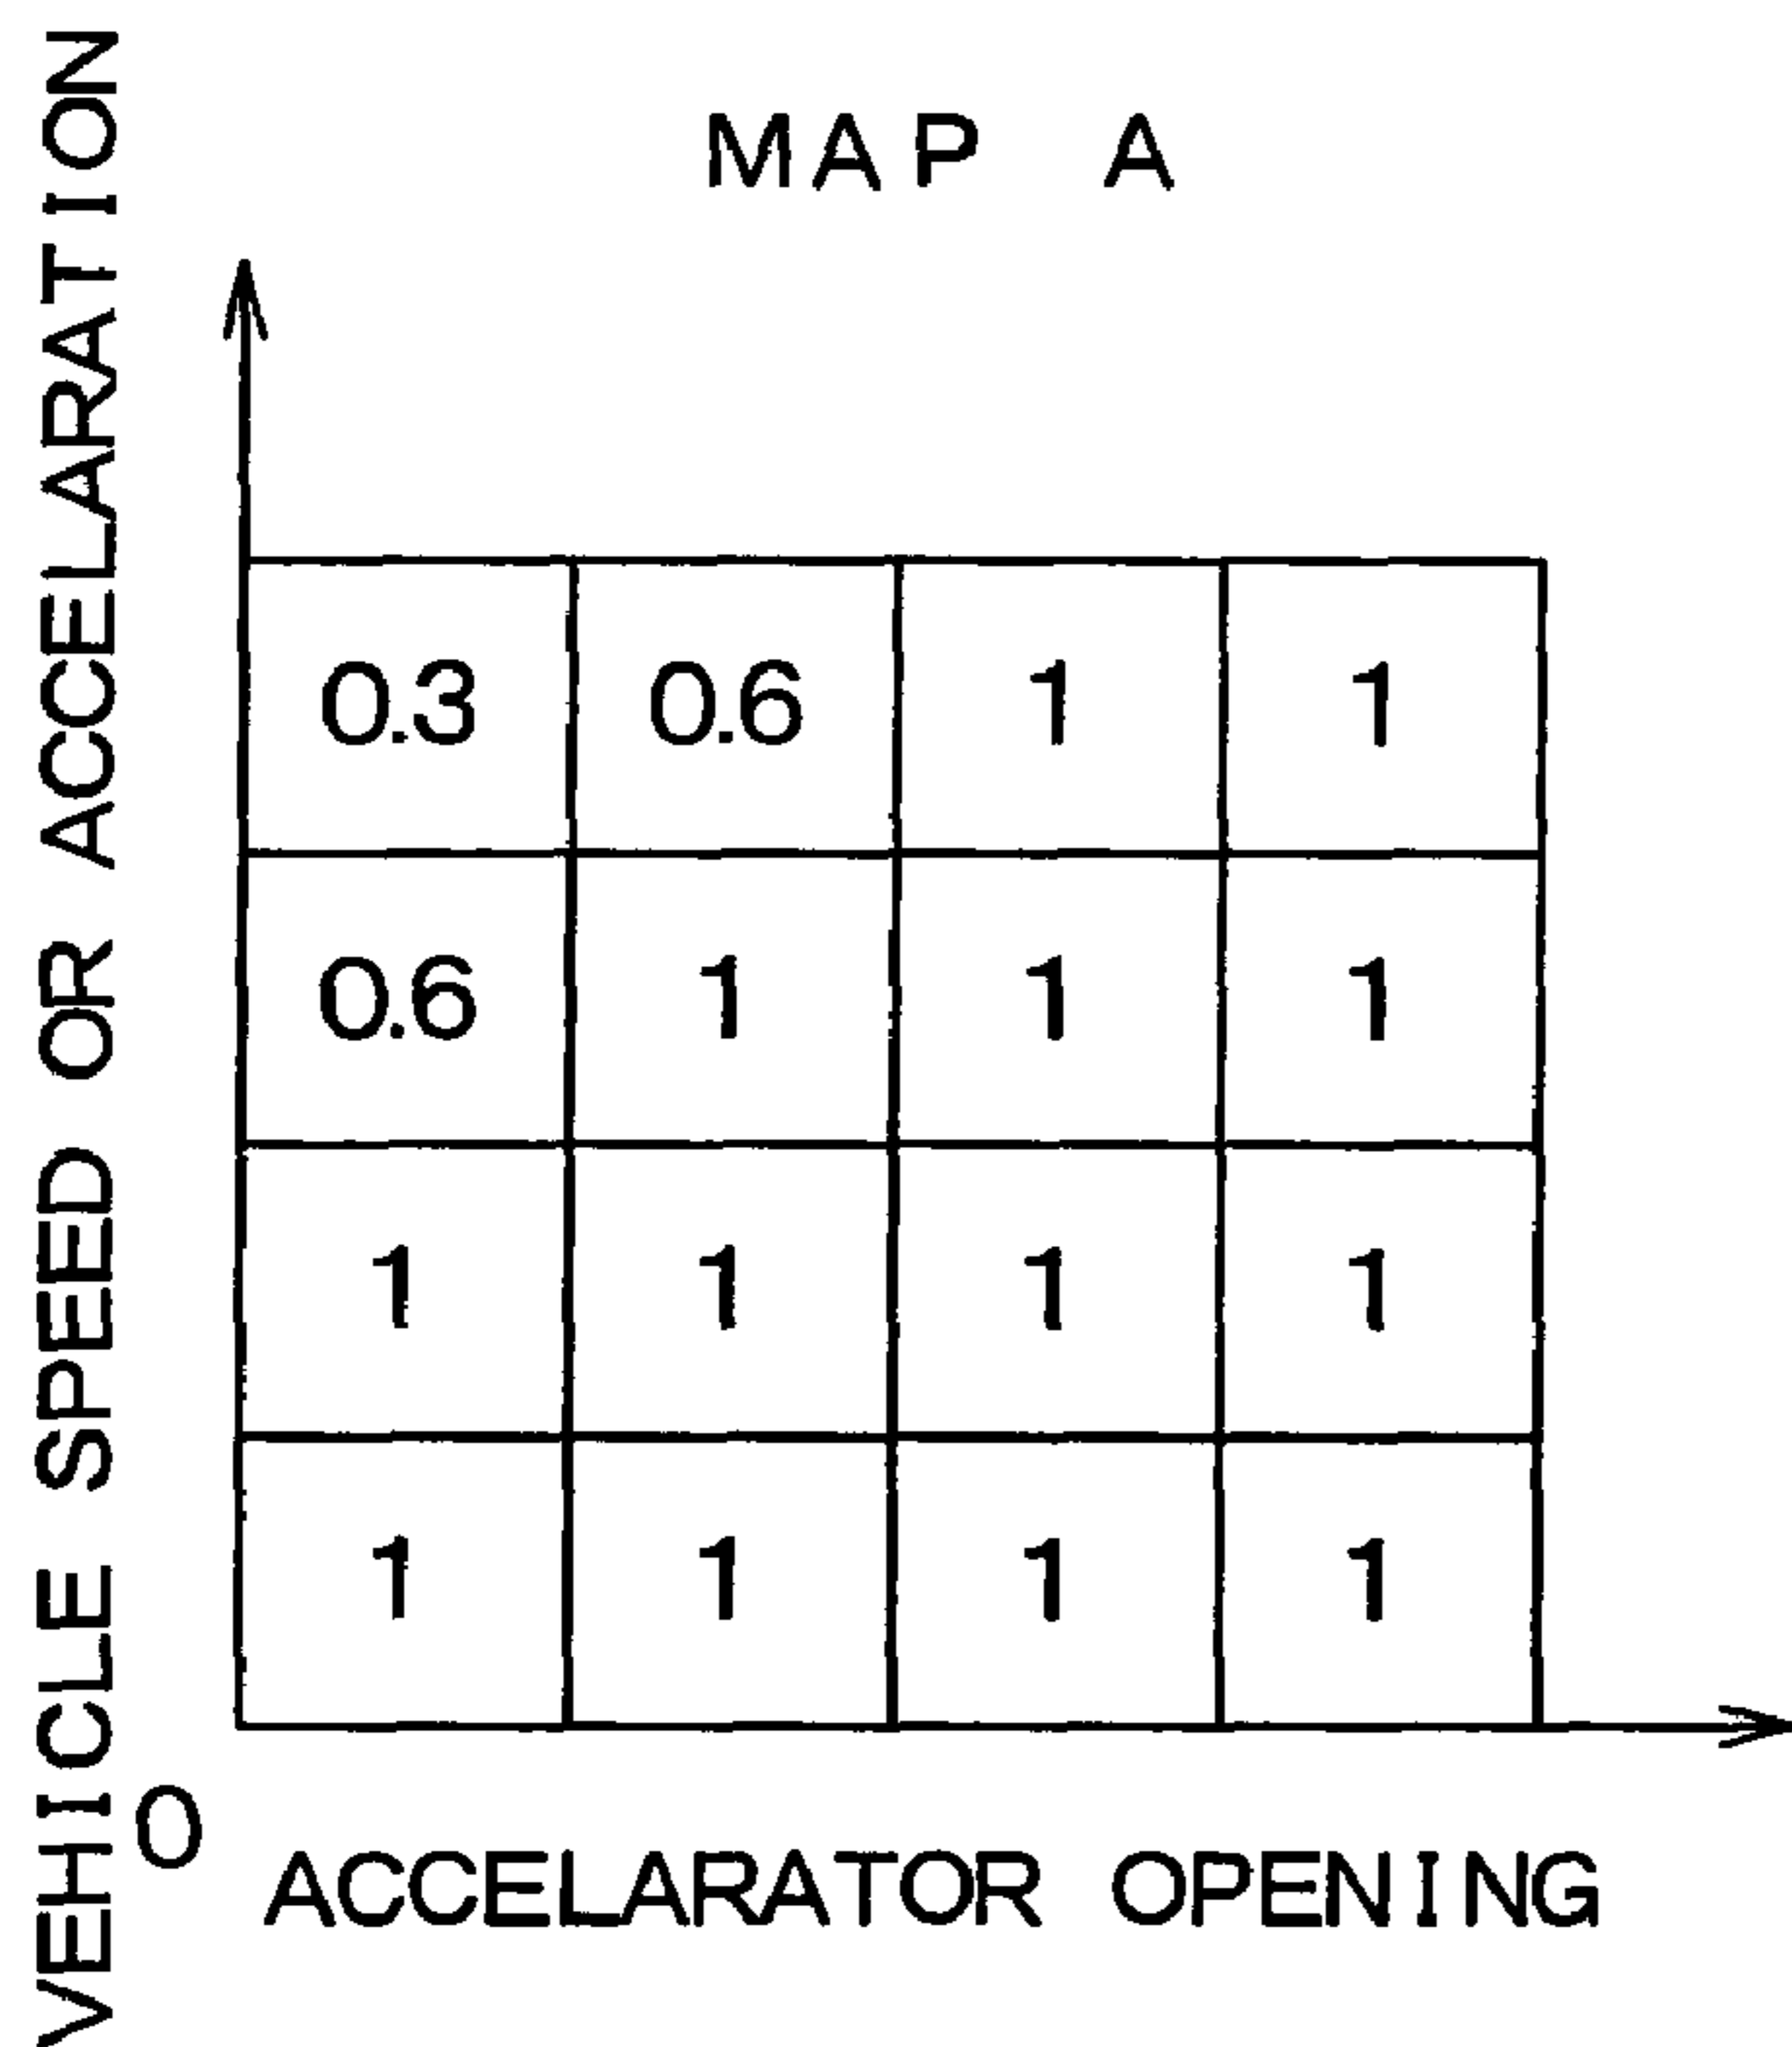 MAP A
VEHICLE SPEED OR ACCELARATION
0.3 0.6 1 1
0.6 1 1 1
1 1 1 1
1 1 1 1
0
ACCELARATOR OPENING